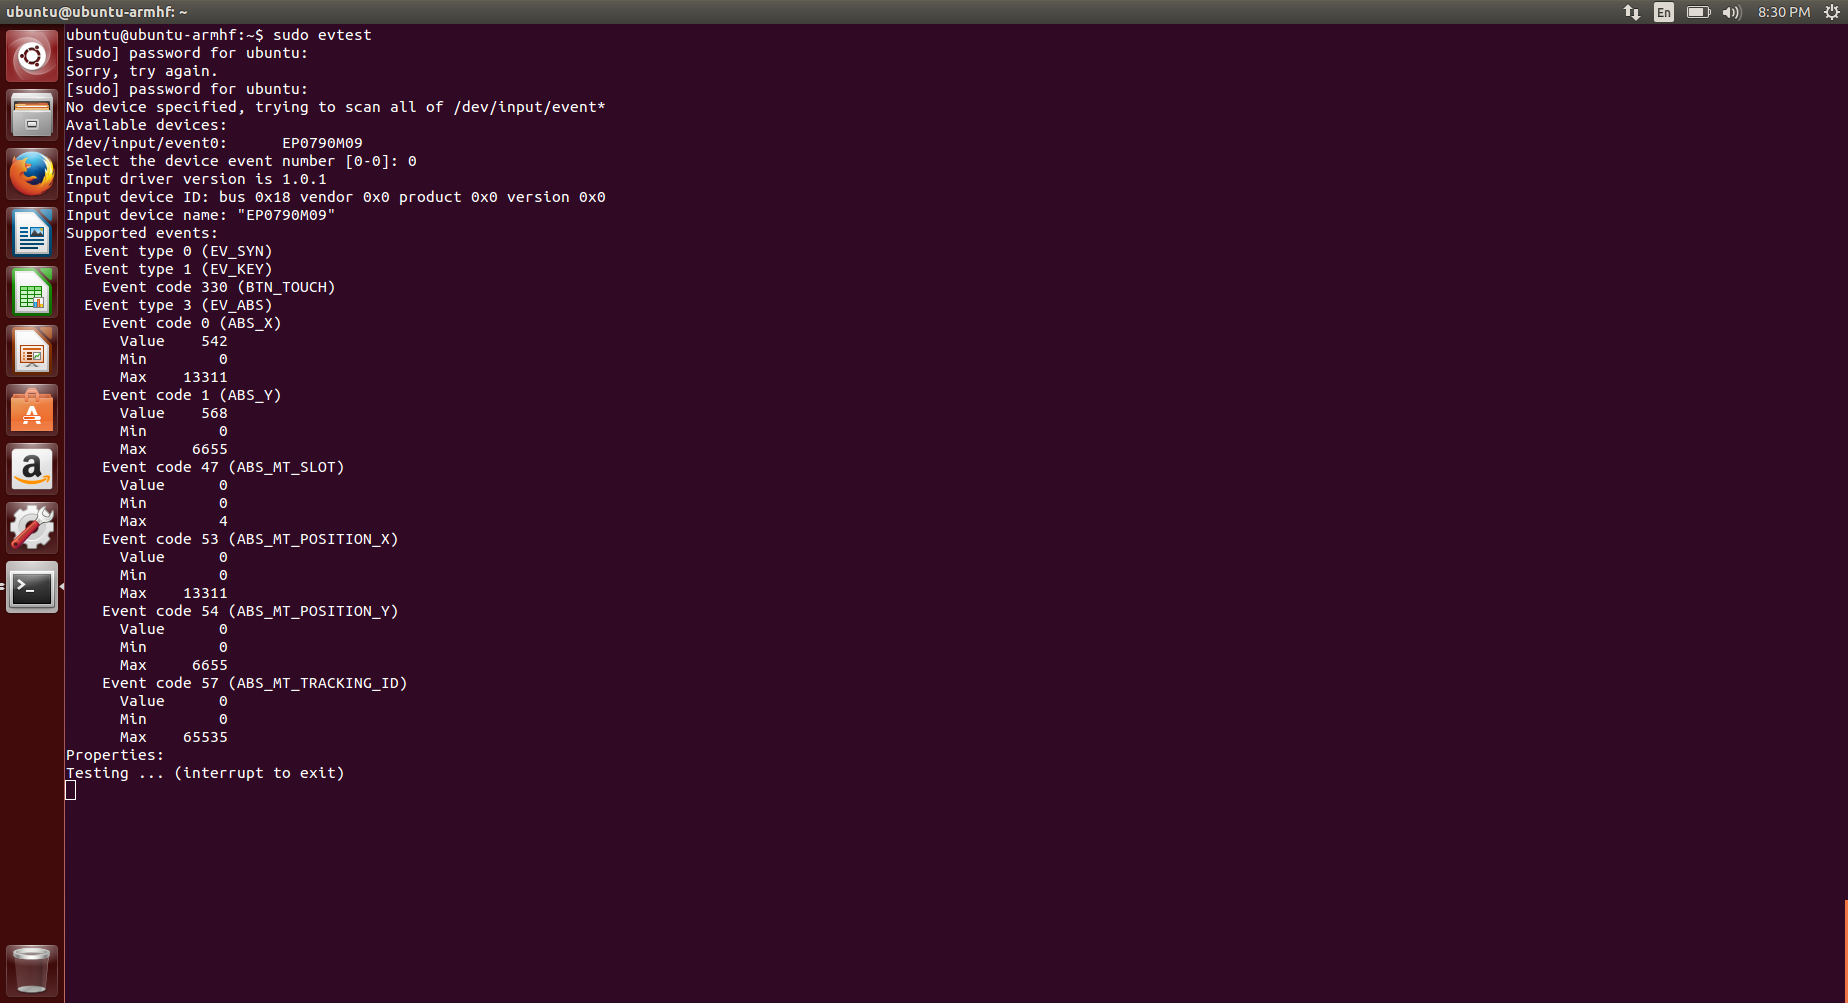 ubuntu@ubuntu-armhf: ~
En
8:30 PM
ubuntu@ubuntu-armhf:~$ sudo evtest
[sudo] password for ubuntu:
Sorry, try again.
[sudo] password for ubuntu:
No device specified, trying to scan all of /dev/input/event*
Available devices:
/dev/input/event0:      EP0790M09
Select the device event number [0-0]: 0
Input driver version is 1.0.1
Input device ID: bus 0x18 vendor 0x0 product 0x0 version 0x0
Input device name: "EP0790M09"
Supported events:
  Event type 0 (EV_SYN)
  Event type 1 (EV_KEY)
    Event code 330 (BTN_TOUCH)
  Event type 3 (EV_ABS)
    Event code 0 (ABS_X)
      Value    542
      Min        0
      Max    13311
    Event code 1 (ABS_Y)
      Value    568
      Min        0
      Max     6655
    Event code 47 (ABS_MT_SLOT)
      Value      0
      Min        0
      Max        4
    Event code 53 (ABS_MT_POSITION_X)
      Value      0
      Min        0
      Max    13311
    Event code 54 (ABS_MT_POSITION_Y)
      Value      0
      Min        0
      Max     6655
    Event code 57 (ABS_MT_TRACKING_ID)
      Value      0
      Min        0
      Max    65535
Properties:
Testing ... (interrupt to exit)